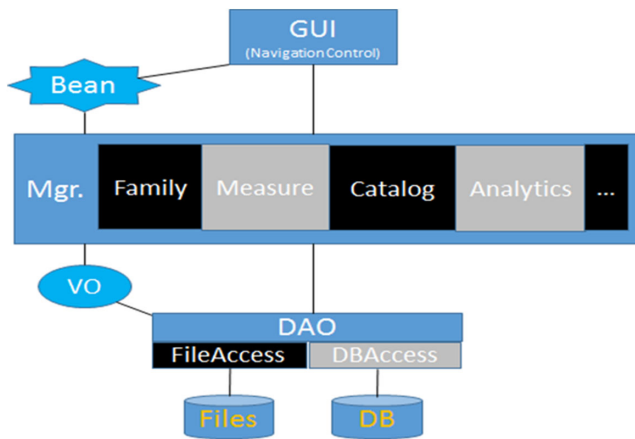 GUI
(Navigation Control)
Bean
Mgr. Family Measure Catalog Analytics ...
VO
DAO
FileAccess DBAccess
Files DB